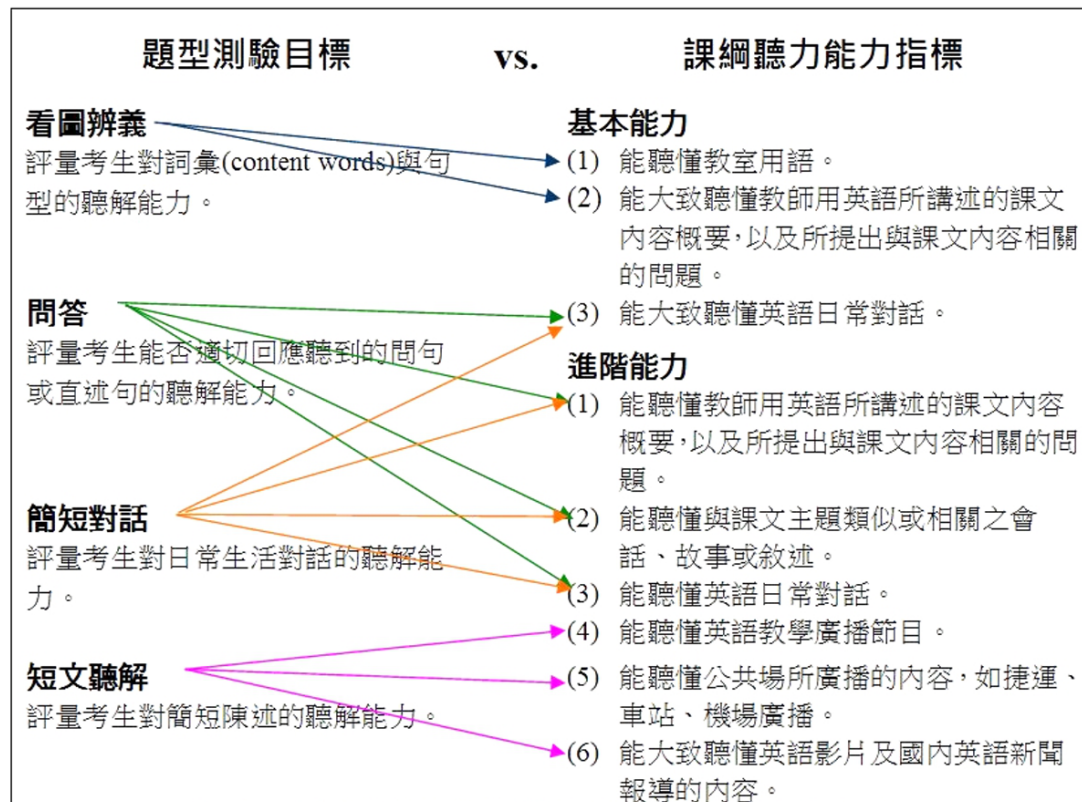 題型測驗目標 vs. 課綱聽力能力指標
看圖辨義
評量考生對詞彙(content words)與句
型的聽解能力。
問答
評量考生能否適切回應聽到的問句
或直述句的聽解能力。
簡短對話
評量考生對日常生活對話的聽解能
力。
短文聽解
評量考生對簡短陳述的聽解能力。
基本能力
(1) 能聽懂教室用語。
(2) 能大致聽懂教師用英語所講述的課文
內容概要，以及所提出與課文內容相關
的問題。
(3) 能大致聽懂英語日常對話。
進階能力
(1) 能聽懂教師用英語所講述的課文內容
概要，以及所提出與課文內容相關的問
題。
(2) 能聽懂與課文主題類似或相關之會
話、故事或敘述。
(3) 能聽懂英語日常對話。
(4) 能聽懂英語教學廣播節目。
(5) 能聽懂公共場所廣播的內容，如捷運、
車站、機場廣播。
(6) 能大致聽懂英語影片及國內英語新聞
報導的內容。